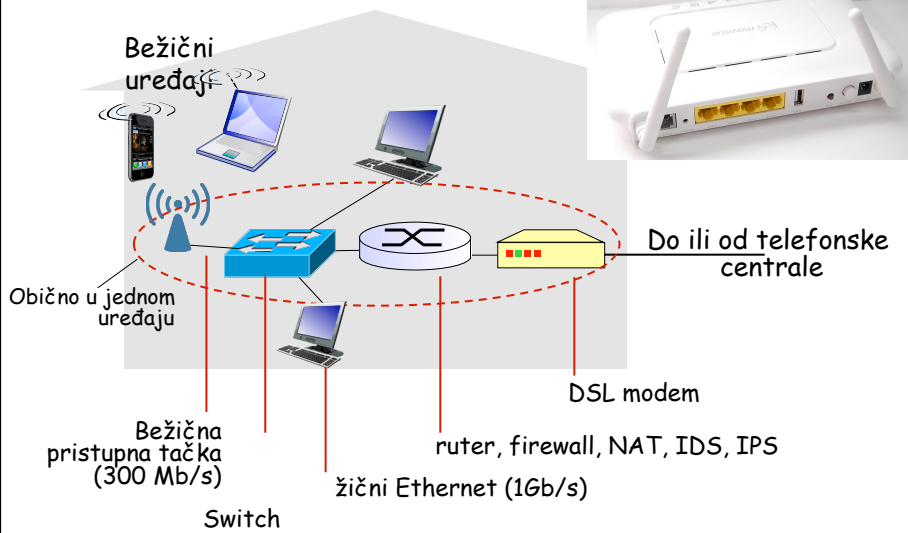 Bežični
uređaji
movistar
Do ili od telefonske
centrale
Obično u jednom
uređaju
DSL modem
Bežična
pristupna tačka
(300 Mb/s)
ruter, firewall, NAT, IDS, IPS
žični Ethernet (1Gb/s)
Switch